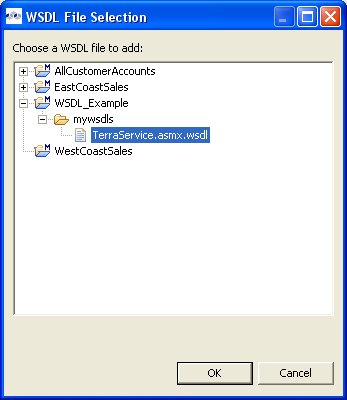 WSDL File Selection
Choose a WSDL file to add:
AllCustomerAccounts
EastCoastSales
WSDL_Example
mywsdls
TerraService.asmx.wsdl
WestCoastSales
OK Cancel